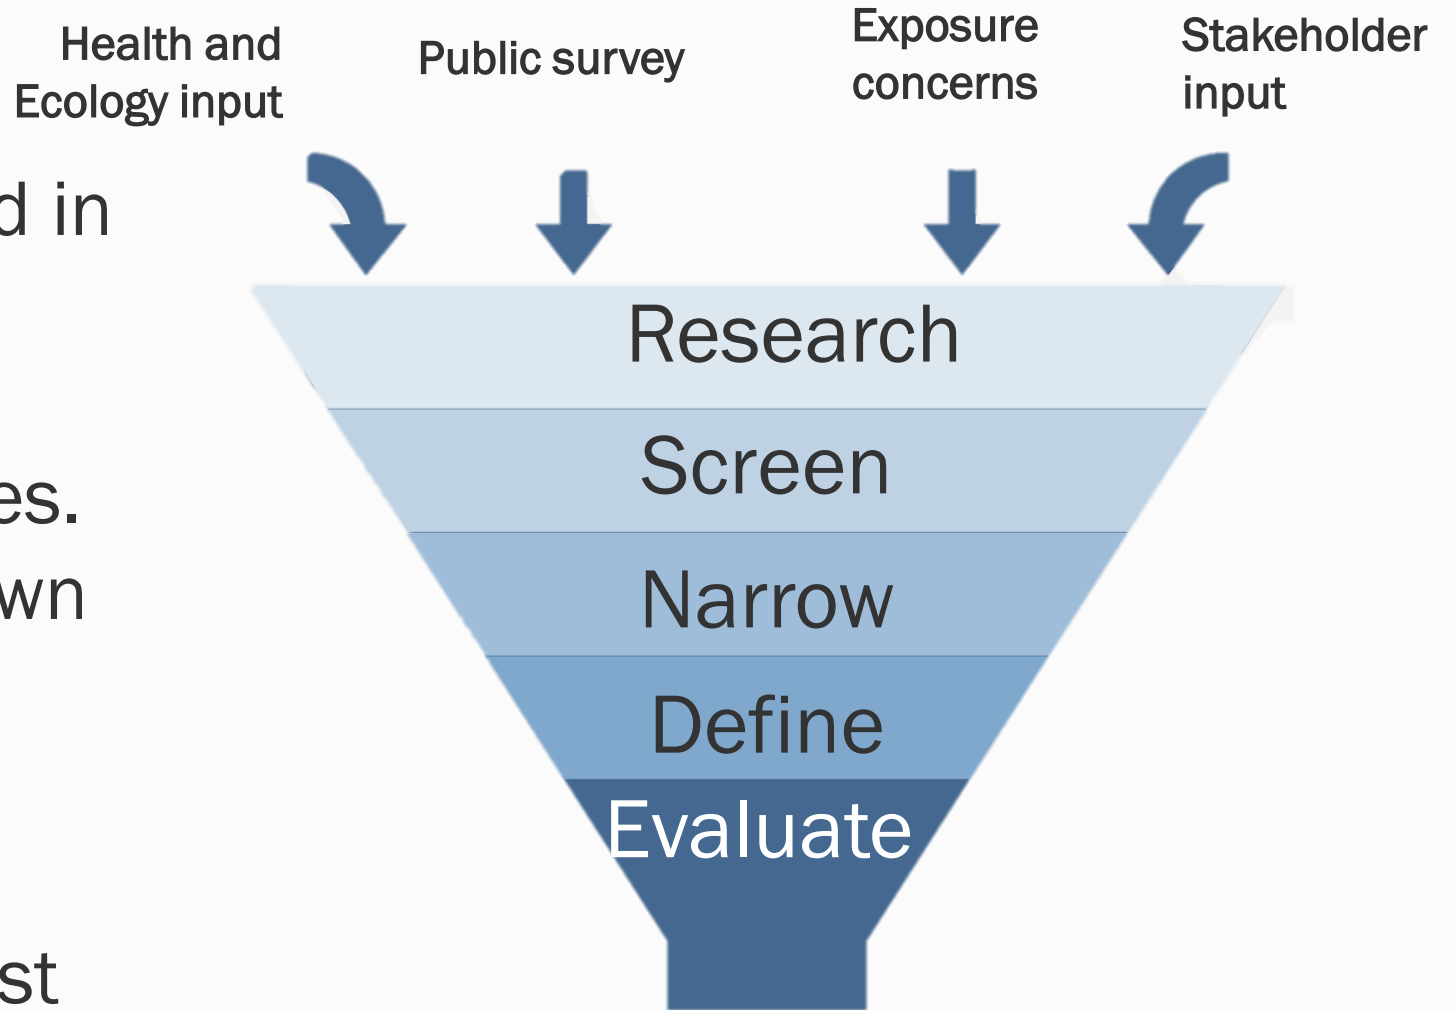 Health and
Ecology input
Public survey
Exposure
concerns
Stakeholder
input
d in
es.
wn
st
Research
Screen
Narrow
Define
Evaluate